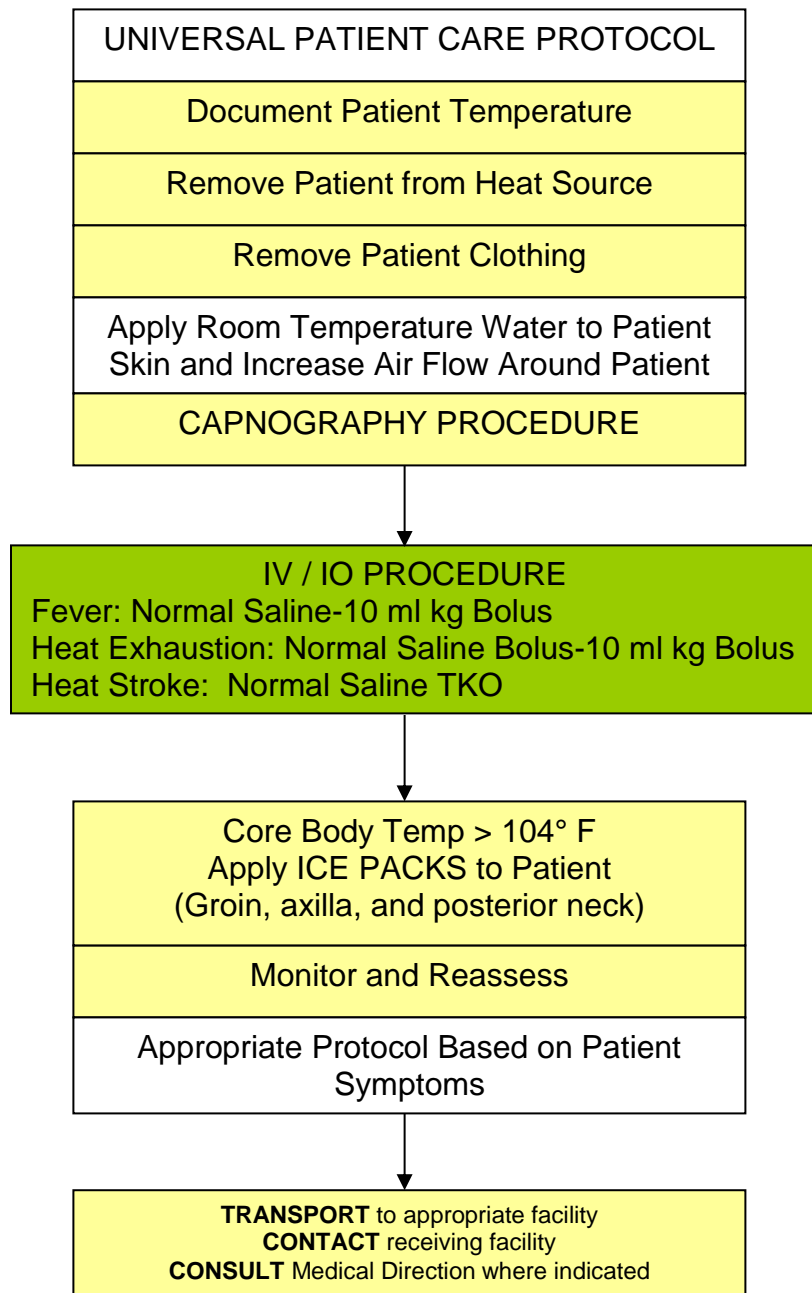 UNIVERSAL PATIENT CARE PROTOCOL
Document Patient Temperature
Remove Patient from Heat Source
Remove Patient Clothing
Apply Room Temperature Water to Patient
Skin and Increase Air Flow Around Patient
CAPNOGRAPHY PROCEDURE
IV / IO PROCEDURE
Fever: Normal Saline-10 ml kg Bolus
Heat Exhaustion: Normal Saline Bolus-10 ml kg Bolus
Heat Stroke:  Normal Saline TKO
Core Body Temp > 104° F
Apply ICE PACKS to Patient
(Groin, axilla, and posterior neck)
Monitor and Reassess
Appropriate Protocol Based on Patient
Symptoms
TRANSPORT to appropriate facility
CONTACT receiving facility
CONSULT Medical Direction where indicated